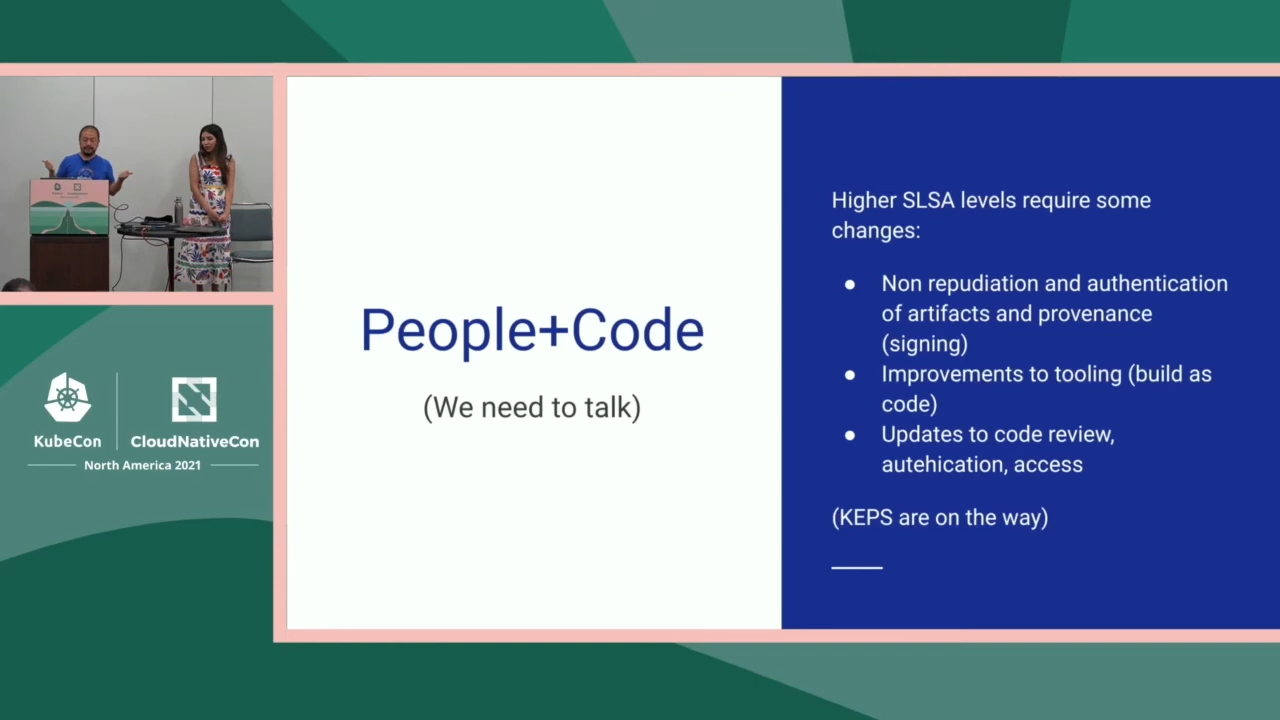 People+Code
(We need to talk)
Higher SLSA levels require some
changes:
● Non repudiation and authentication
of artifacts and provenance
(signing)
● Improvements to tooling (build as
code)
● Updates to code review,
autehication, access
(KEPS are on the way)
KubeCon
CloudNativeCon
North America 2021